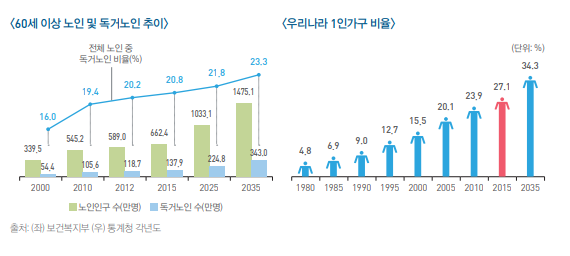 〈60세 이상 노인 및 독거노인 추이〉
전체 노인 중
독거노인 비율(%)
16.0
19.4
20.2
20.8
21.8
23.3
339.5
54.4
545.2
105.6
589.0
118.7
662.4
137.9
1033.1
224.8
1475.1
343.0
2000 2010 2012 2015 2025 2035
노인인구 수(만명) 독거노인 수(만명)
〈우리나라 1인가구 비율〉
(단위: %)
4.8 6.9 9.0 12.7 15.5 20.1 23.9 27.1 34.3
1980 1985 1990 1995 2000 2005 2010 2015 2035
출처: (좌) 보건복지부 (우) 통계청 각년도